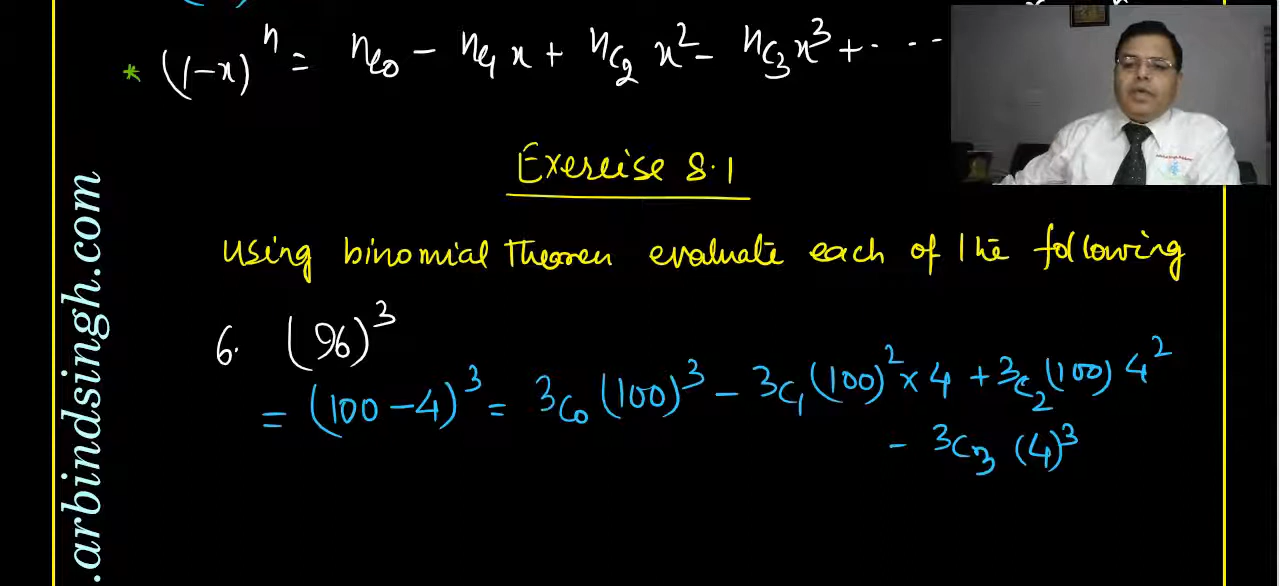 * (1-x)^n = nC0 - nC1 x + nC2 x^2 - nC3 x^3 + ....
Exercise 8.1
using binomial Theorem evaluate each of the following
6. (96)^3
= (100-4)^3 = 3C0 (100)^3 - 3C1 (100)^2 × 4 + 3C2 (100) 4^2
- 3C3 (4)^3
.arbindsingh.com